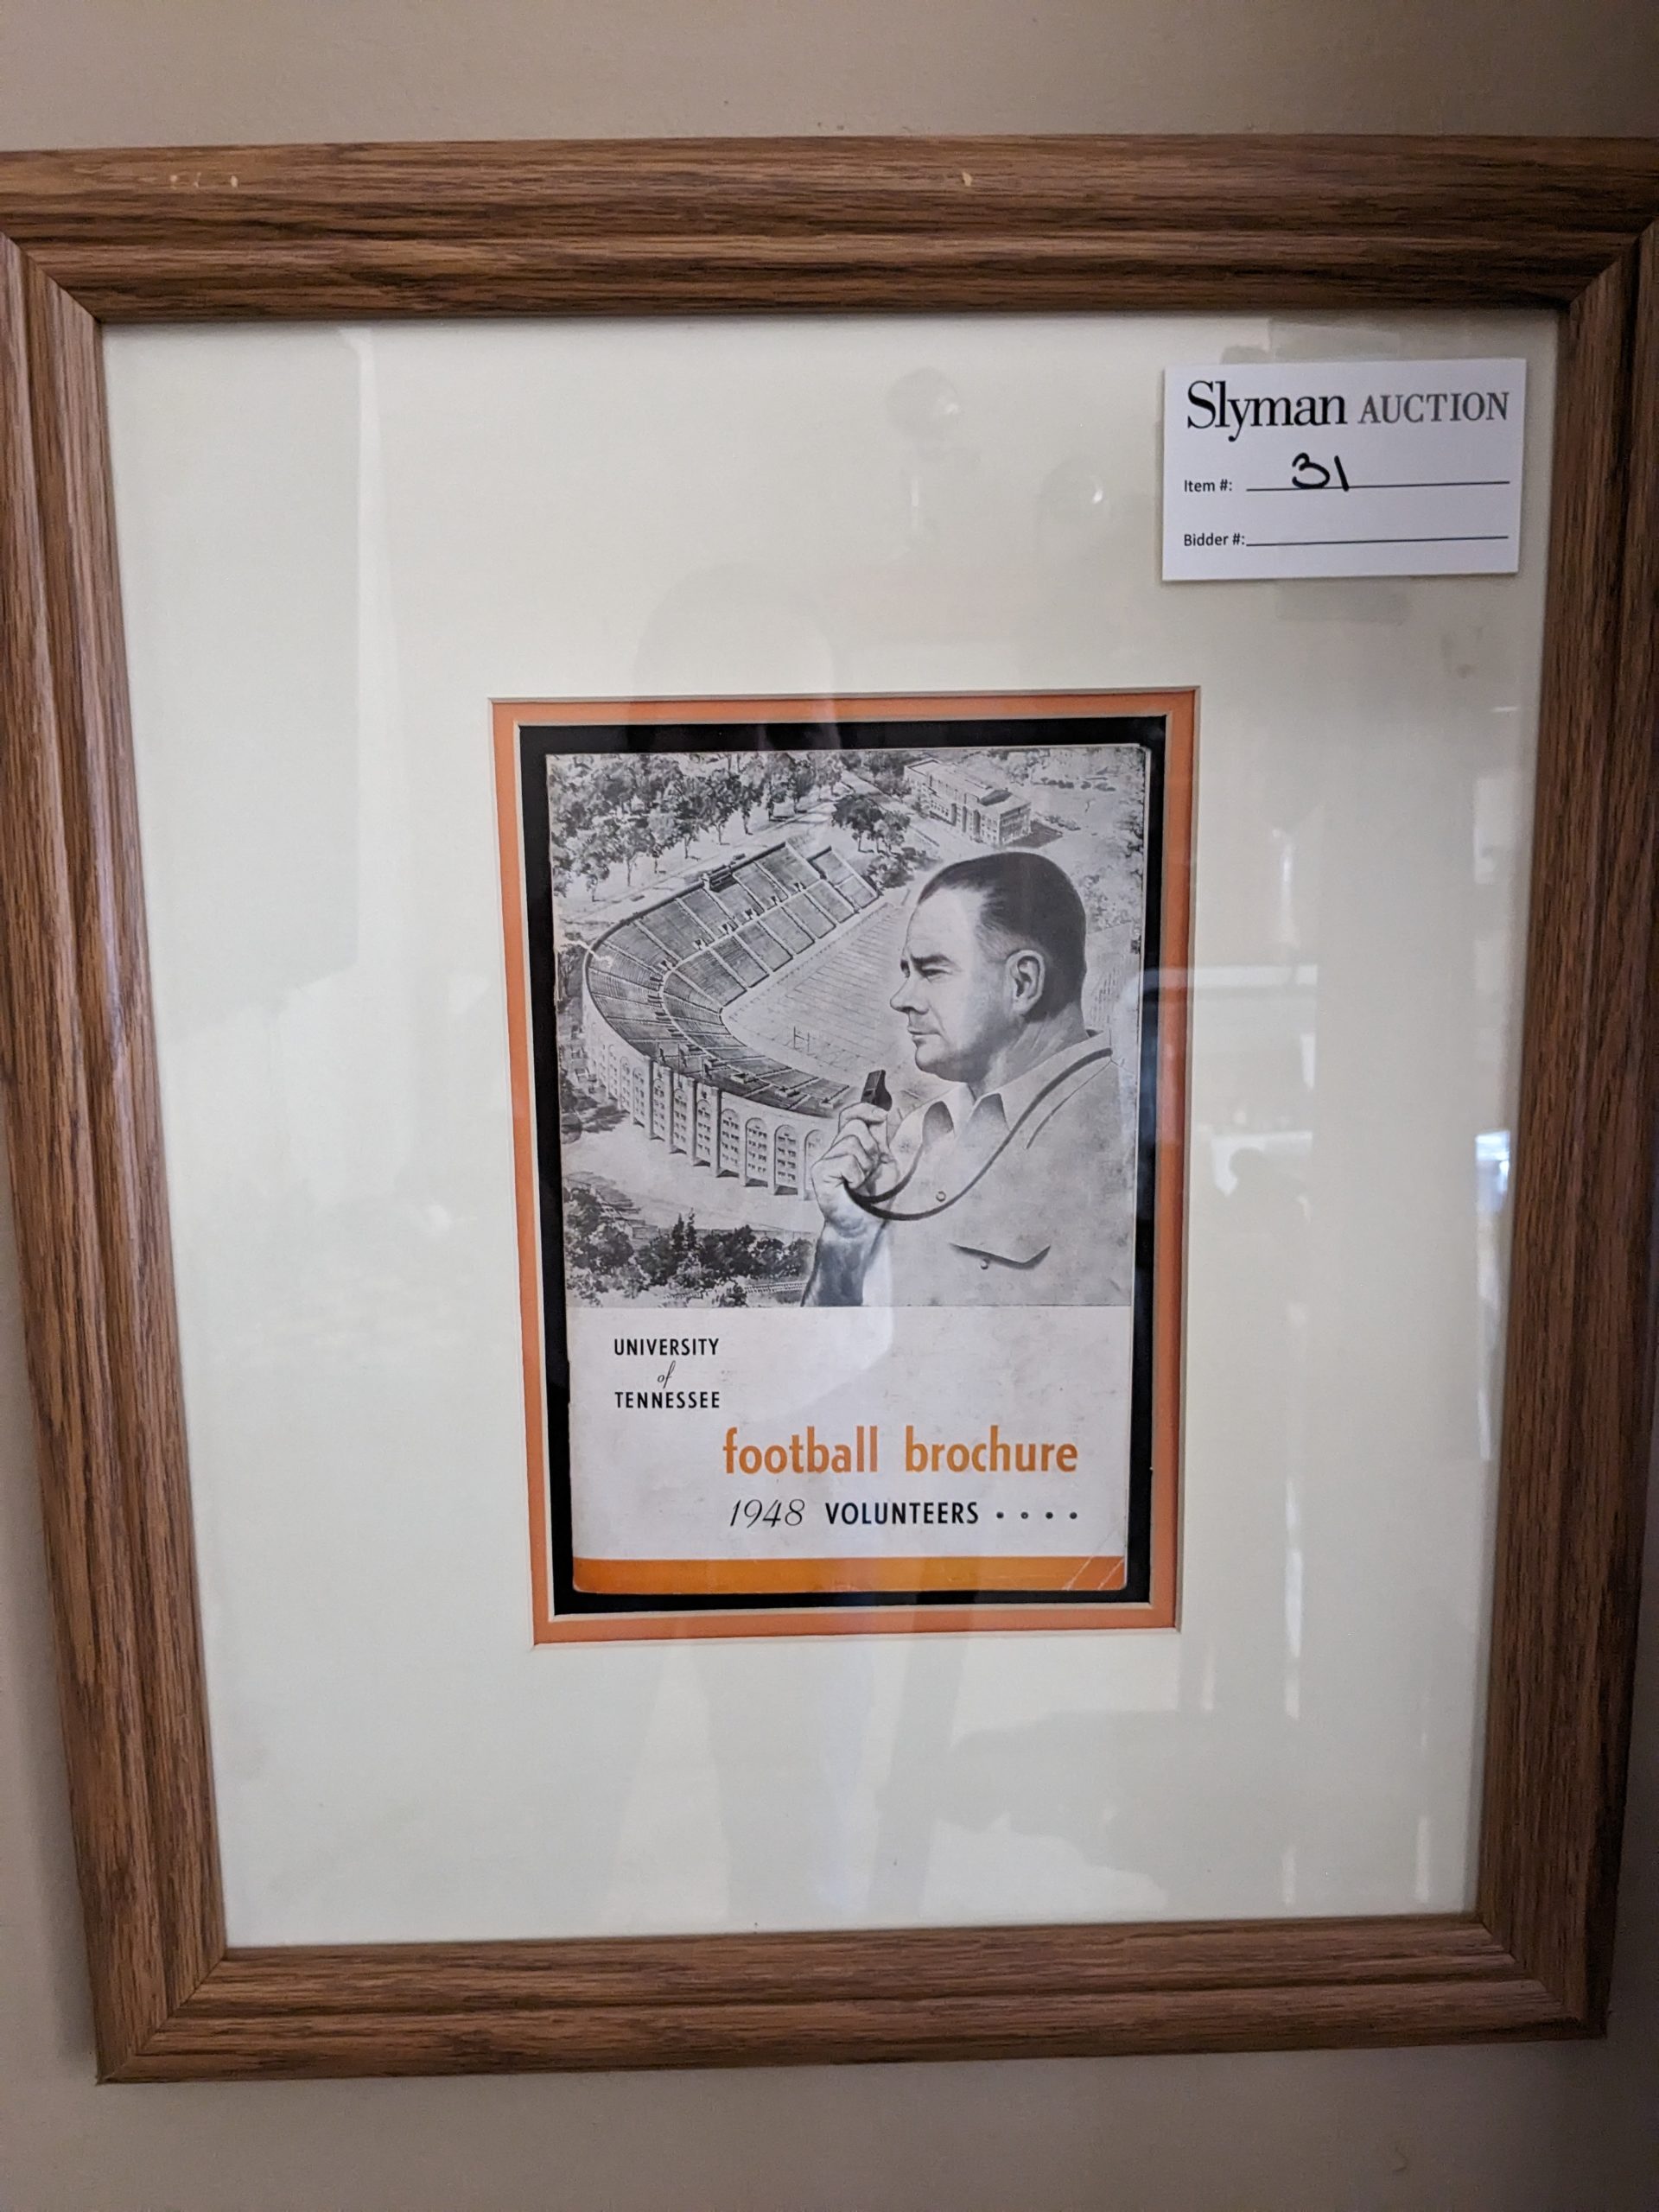 Slyman AUCTION
Item #: 31
Bidder #:
UNIVERSITY
of
TENNESSEE
football brochure
1948 VOLUNTEERS • • • •